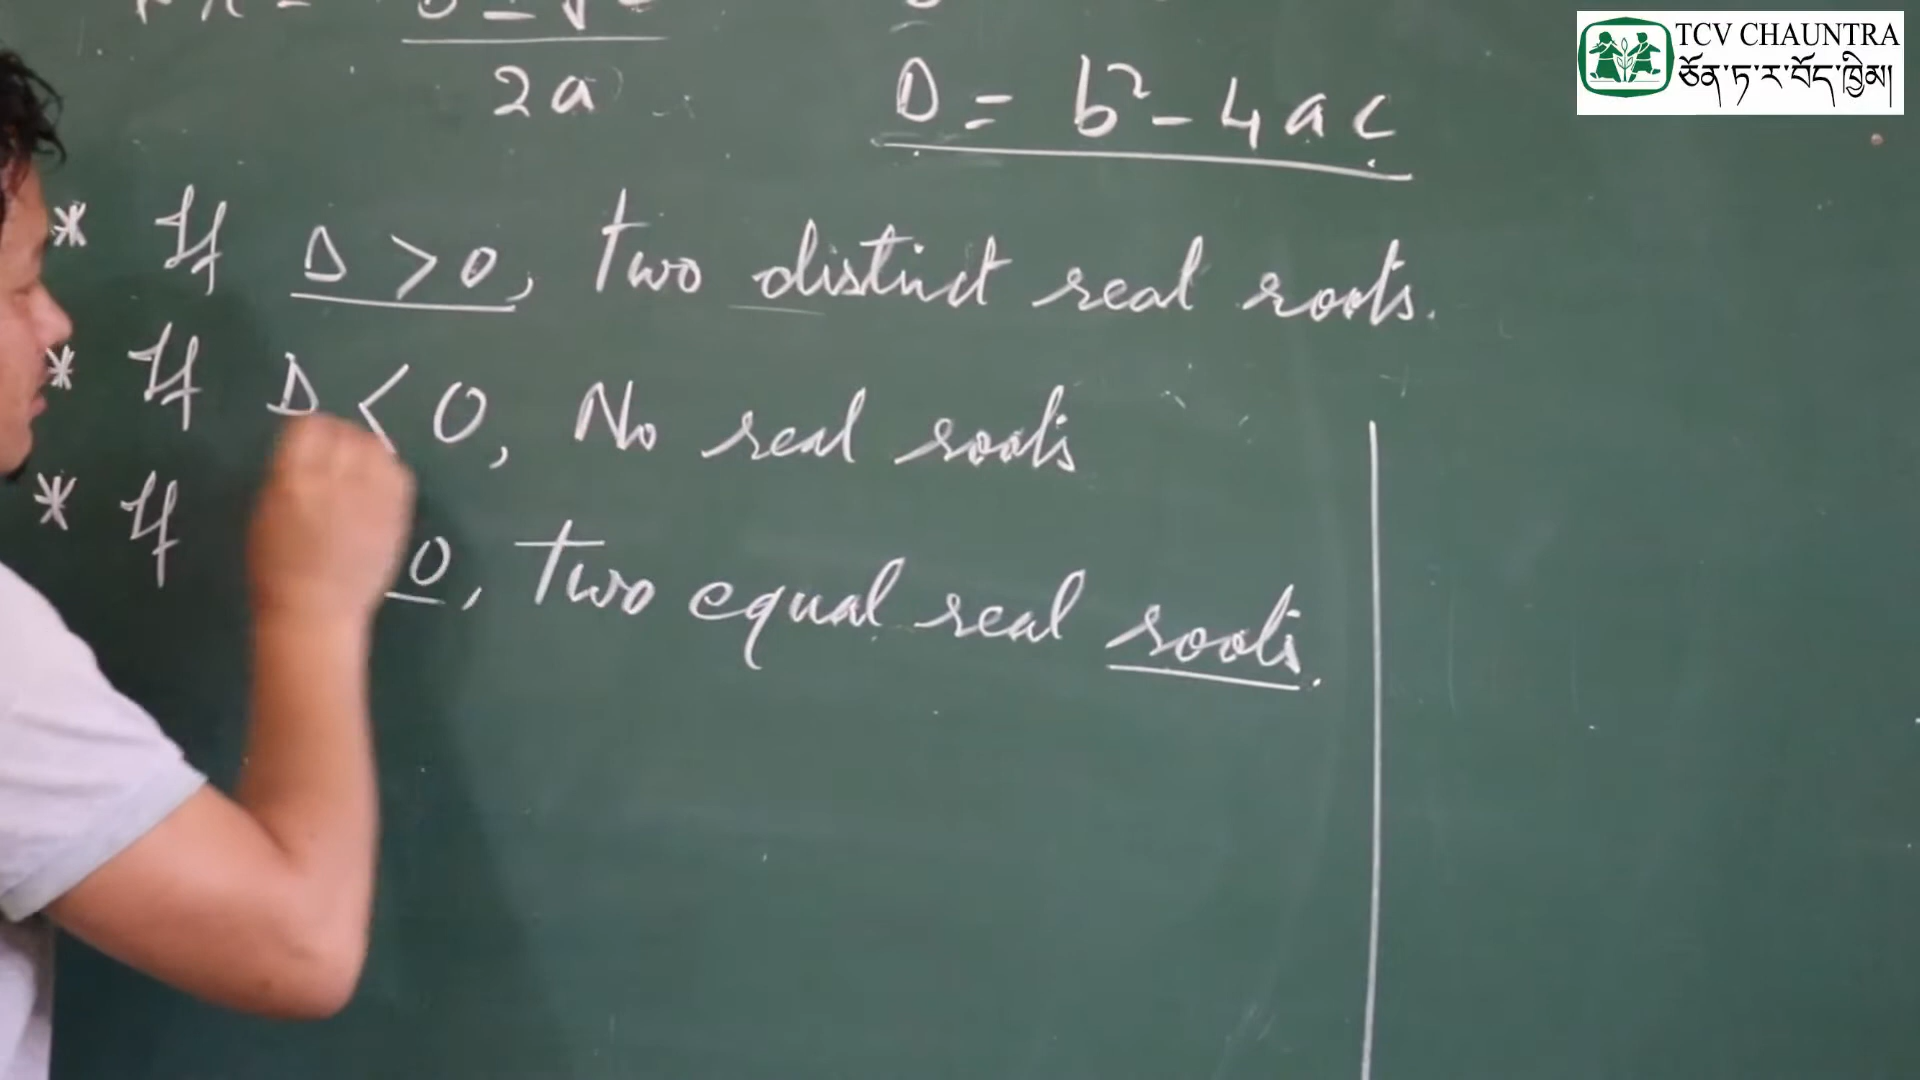 2a
D = b² - 4ac
* If D > 0, Two distinct real roots.
* If D < 0, No real roots
* If 0, Two equal real roots.
TCV CHAUNTRA
ཅོན་ཏ་ར་བོད་ཁྱིམ།